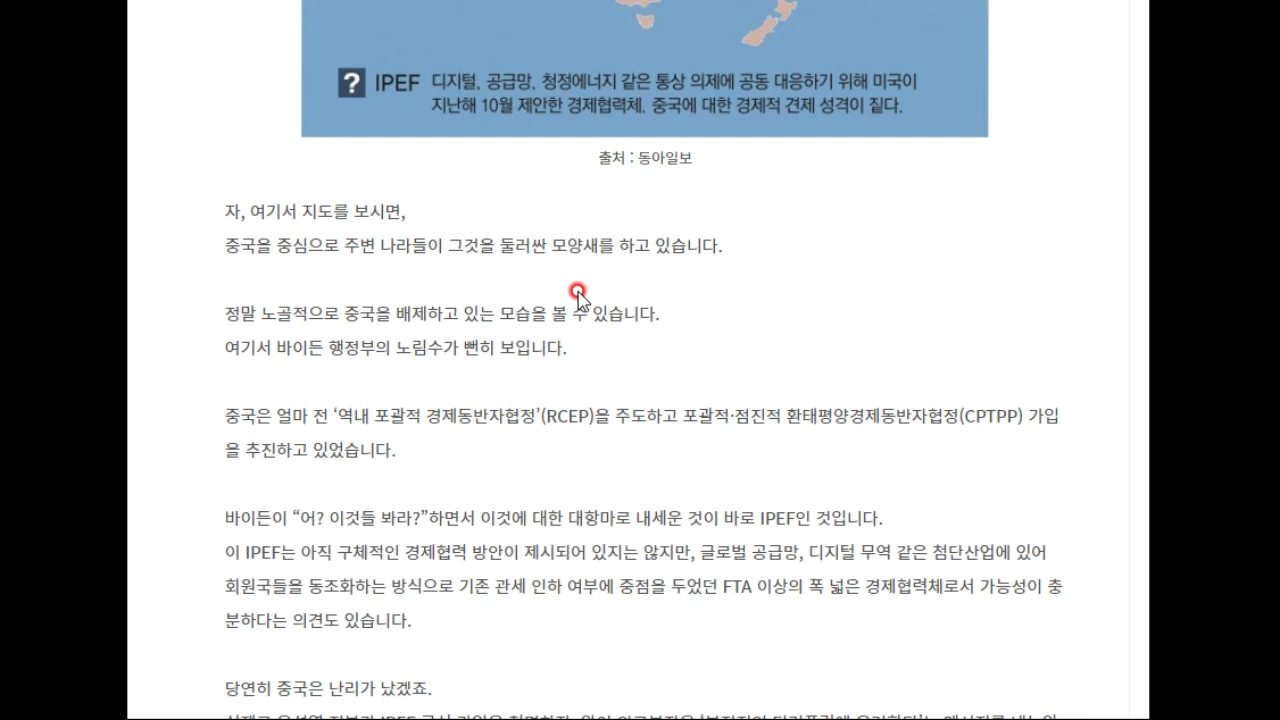 ? IPEF 디지털, 공급망, 청정에너지 같은 통상 의제에 공동 대응하기 위해 미국이
지난해 10월 제안한 경제협력체. 중국에 대한 경제적 견제 성격이 짙다.
출처 : 동아일보
자, 여기서 지도를 보시면,
중국을 중심으로 주변 나라들이 그것을 둘러싼 모양새를 하고 있습니다.
정말 노골적으로 중국을 배제하고 있는 모습을 볼 수 있습니다.
여기서 바이든 행정부의 노림수가 뻔히 보입니다.
중국은 얼마 전 ‘역내 포괄적 경제동반자협정’(RCEP)을 주도하고 포괄적·점진적 환태평양경제동반자협정(CPTPP) 가입
을 추진하고 있었습니다.
바이든이 “어? 이것들 봐라?”하면서 이것에 대한 대항마로 내세운 것이 바로 IPEF인 것입니다.
이 IPEF는 아직 구체적인 경제협력 방안이 제시되어 있지는 않지만, 글로벌 공급망, 디지털 무역 같은 첨단산업에 있어
회원국들을 동조화하는 방식으로 기존 관세 인하 여부에 중점을 두었던 FTA 이상의 폭 넓은 경제협력체로서 가능성이 충
분하다는 의견도 있습니다.
당연히 중국은 난리가 났겠죠.